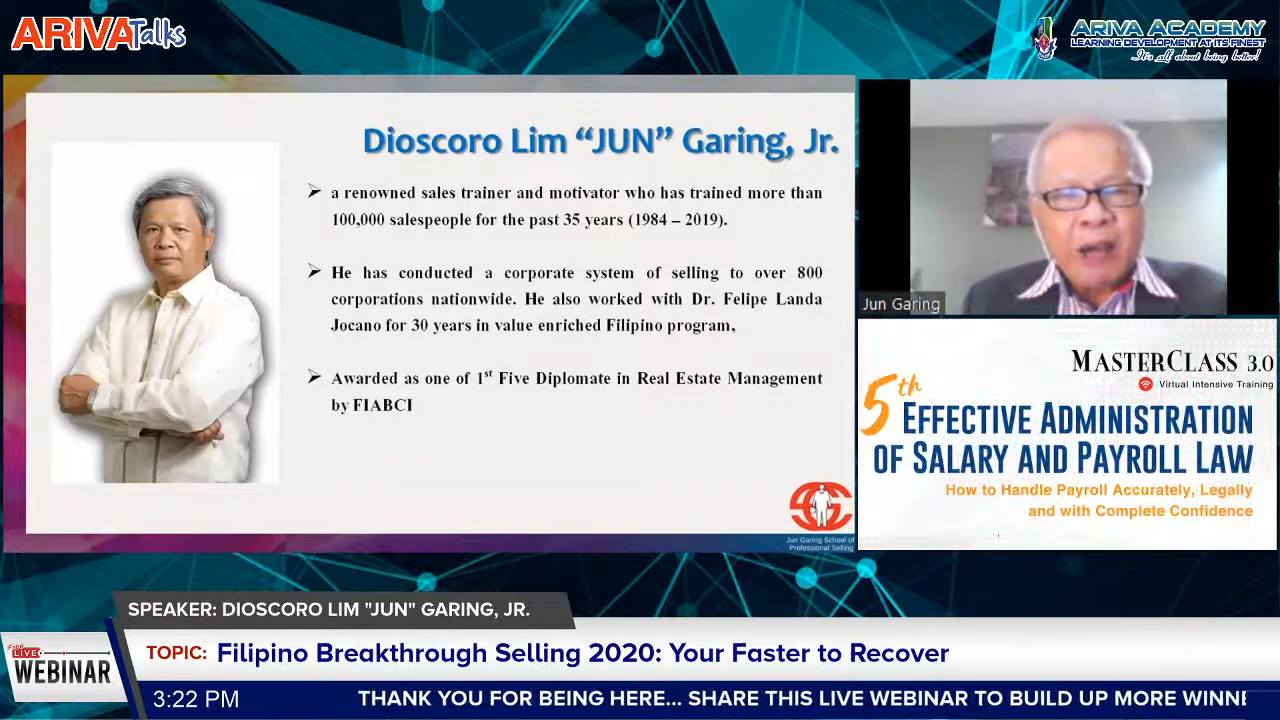 ARIVATalks
ARIVA ACADEMY
LEARNING DEVELOPMENT AT ITS FINEST
It's all about being better!
Dioscoro Lim “JUN” Garing, Jr.
➢ a renowned sales trainer and motivator who has trained more than
100,000 salespeople for the past 35 years (1984 – 2019).
➢ He has conducted a corporate system of selling to over 800
corporations nationwide. He also worked with Dr. Felipe Landa
Jocano for 30 years in value enriched Filipino program,
➢ Awarded as one of 1st Five Diplomate in Real Estate Management
by FIABCI
Jun Garing School of
Professional Selling
Jun Garing
MASTERCLASS 3.0
Virtual Intensive Training
5th EFFECTIVE ADMINISTRATION
OF SALARY AND PAYROLL LAW
How to Handle Payroll Accurately, Legally
and with Complete Confidence
SPEAKER: DIOSCORO LIM "JUN" GARING, JR.
Free LIVE
WEBINAR
TOPIC: Filipino Breakthrough Selling 2020: Your Faster to Recover
3:22 PM
THANK YOU FOR BEING HERE... SHARE THIS LIVE WEBINAR TO BUILD UP MORE WINNE